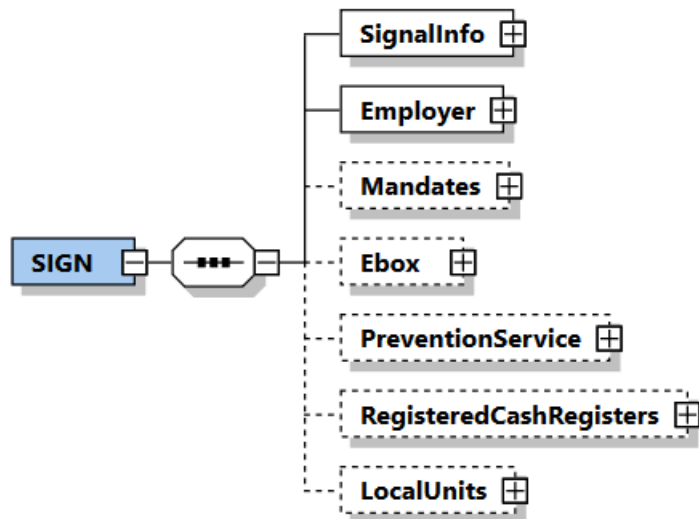 SignalInfo
Employer
Mandates
SIGN
Ebox
PreventionService
RegisteredCashRegisters
LocalUnits